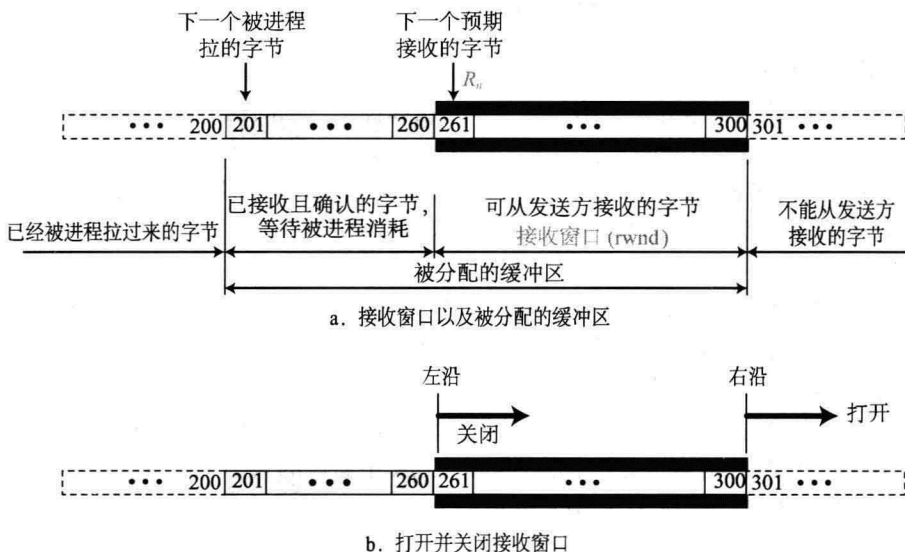 下一个被进程
拉的字节
下一个预期
接收的字节
Rn
••• 200 201 ••• 260 261 ••• 300 301 •••
已经被进程拉过来的字节
已接收且确认的字节，
等待被进程消耗
可从发送方接收的字节
接收窗口 (rwnd)
不能从发送方
接收的字节
被分配的缓冲区
a. 接收窗口以及被分配的缓冲区
左沿
右沿
关闭
打开
••• 200 201 ••• 260 261 ••• 300 301 •••
b. 打开并关闭接收窗口